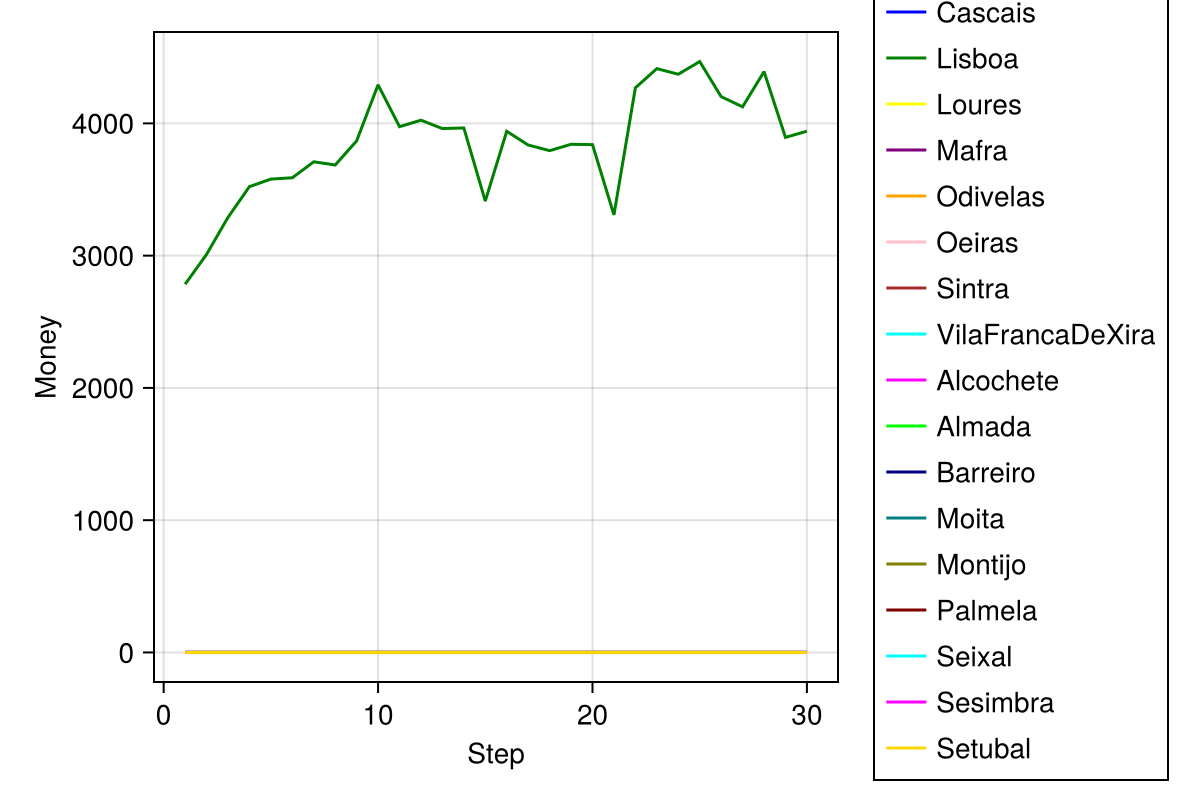 Cascais
Lisboa
Loures
Mafra
Odivelas
Oeiras
Sintra
VilaFrancaDeXira
Alcochete
Almada
Barreiro
Moita
Montijo
Palmela
Seixal
Sesimbra
Setubal
4000
3000
2000
1000
0
Money
0 10 20 30
Step